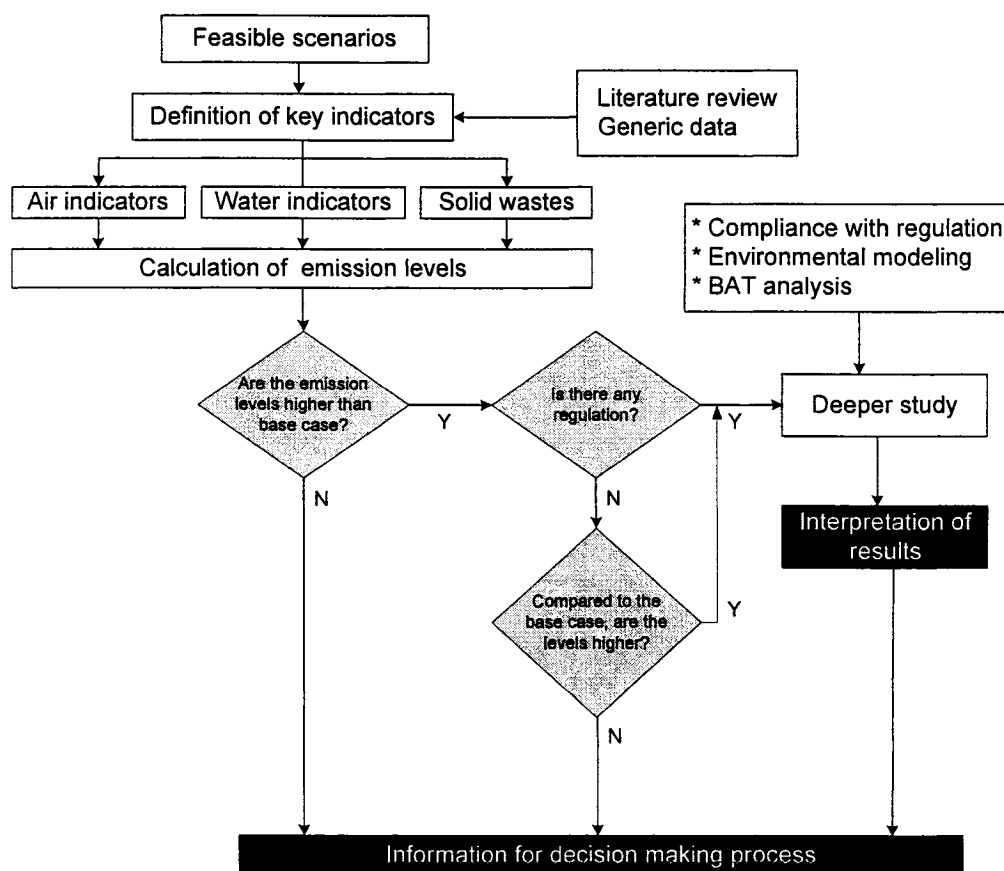 Feasible scenarios
Definition of key indicators
Literature review
Generic data
Air indicators
Water indicators
Solid wastes
Calculation of emission levels
* Compliance with regulation
* Environmental modeling
* BAT analysis
Are the emission
levels higher than
base case?
Y
Is there any
regulation?
Y
Deeper study
N
N
Interpretation of
results
Compared to the
base case, are the
levels higher?
Y
N
Information for decision making process